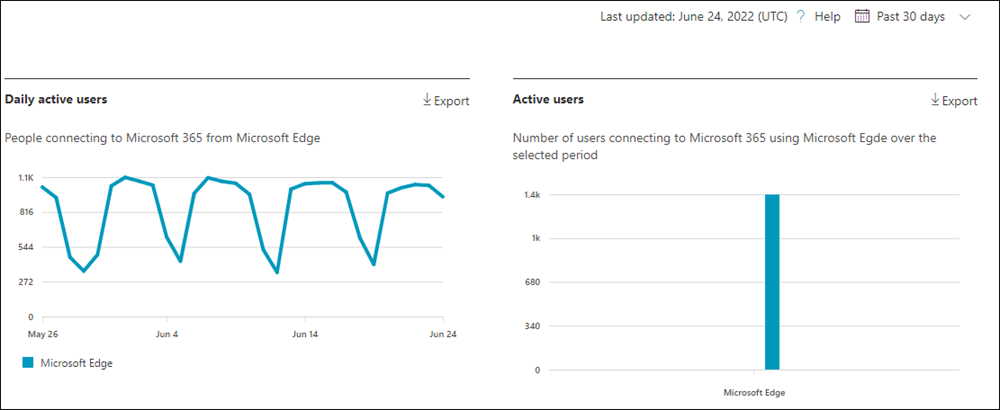 Last updated: June 24, 2022 (UTC) ? Help Past 30 days
Daily active users
Export
People connecting to Microsoft 365 from Microsoft Edge
1.1K
816
544
272
0
May 26
Jun 4
Jun 14
Jun 24
Microsoft Edge
Active users
Export
Number of users connecting to Microsoft 365 using Microsoft Egde over the
selected period
1.4k
1k
680
340
0
Microsoft Edge